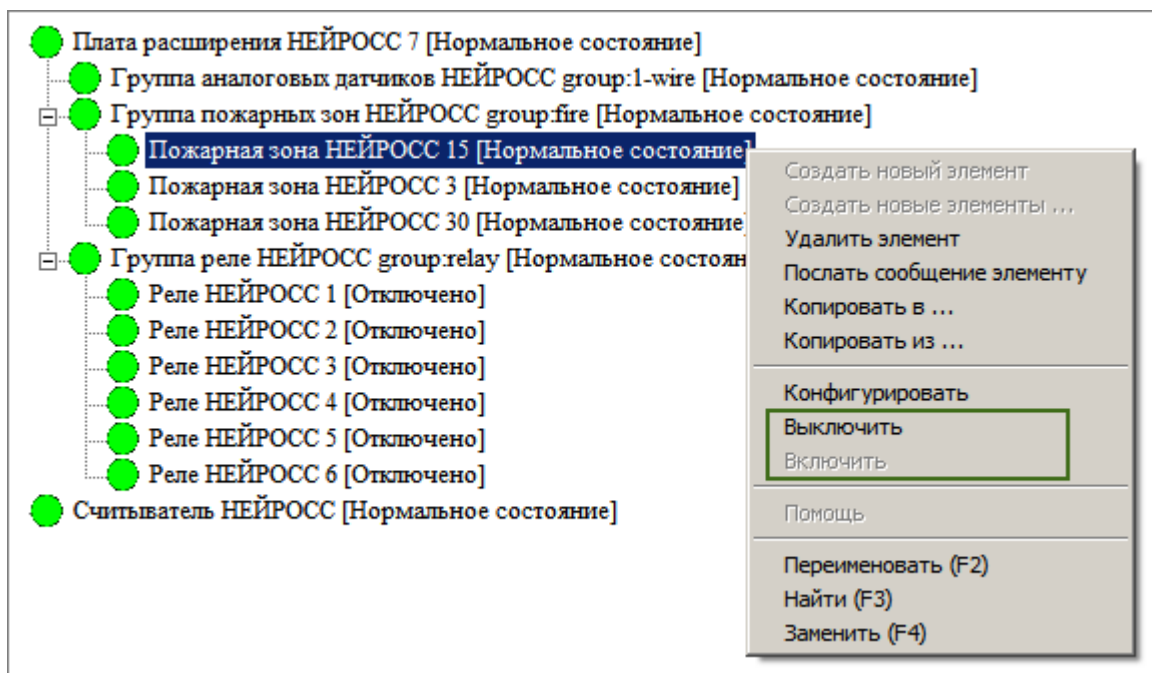 Плата расширения НЕЙРОСС 7 [Нормальное состояние]
Группа аналоговых датчиков НЕЙРОСС group:1-wire [Нормальное состояние]
Группа пожарных зон НЕЙРОСС group:fire [Нормальное состояние]
Пожарная зона НЕЙРОСС 15 [Нормальное состояние]
Пожарная зона НЕЙРОСС 3 [Нормальное состояние]
Пожарная зона НЕЙРОСС 30 [Нормальное состояние
Группа реле НЕЙРОСС group:relay [Нормальное состоян
Реле НЕЙРОСС 1 [Отключено]
Реле НЕЙРОСС 2 [Отключено]
Реле НЕЙРОСС 3 [Отключено]
Реле НЕЙРОСС 4 [Отключено]
Реле НЕЙРОСС 5 [Отключено]
Реле НЕЙРОСС 6 [Отключено]
Считыватель НЕЙРОСС [Нормальное состояние]
Создать новый элемент
Создать новые элементы ...
Удалить элемент
Послать сообщение элементу
Копировать в ...
Копировать из ...
Конфигурировать
Выключить
Включить
Помощь
Переименовать (F2)
Найти (F3)
Заменить (F4)